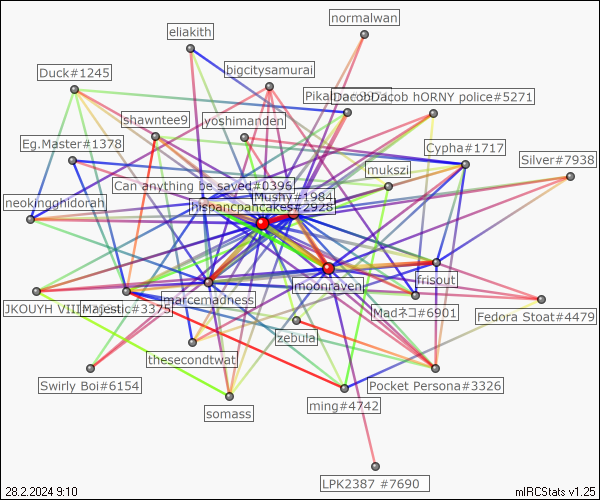 normalwan
eliakith
bigcitysamurai
Duck#1245
DacobDacob hORNY police#5271
shawntee9
yoshimanden
Eg.Master#1378
Cypha#1717
Silver#7938
mukszi
Can anything be saved#0396
Mushy#1984
neokingghidorah
hispancpancakes#2928
frisout
moonraven
marcemadness
JKOUYH VIII
Majestic#3375
Madネコ#6901
Fedora Stoat#4479
zebula
thesecondtwat
Swirly Boi#6154
Pocket Persona#3326
ming#4742
somass
LPK2387 #7690
28.2.2024 9:10
mIRCStats v1.25